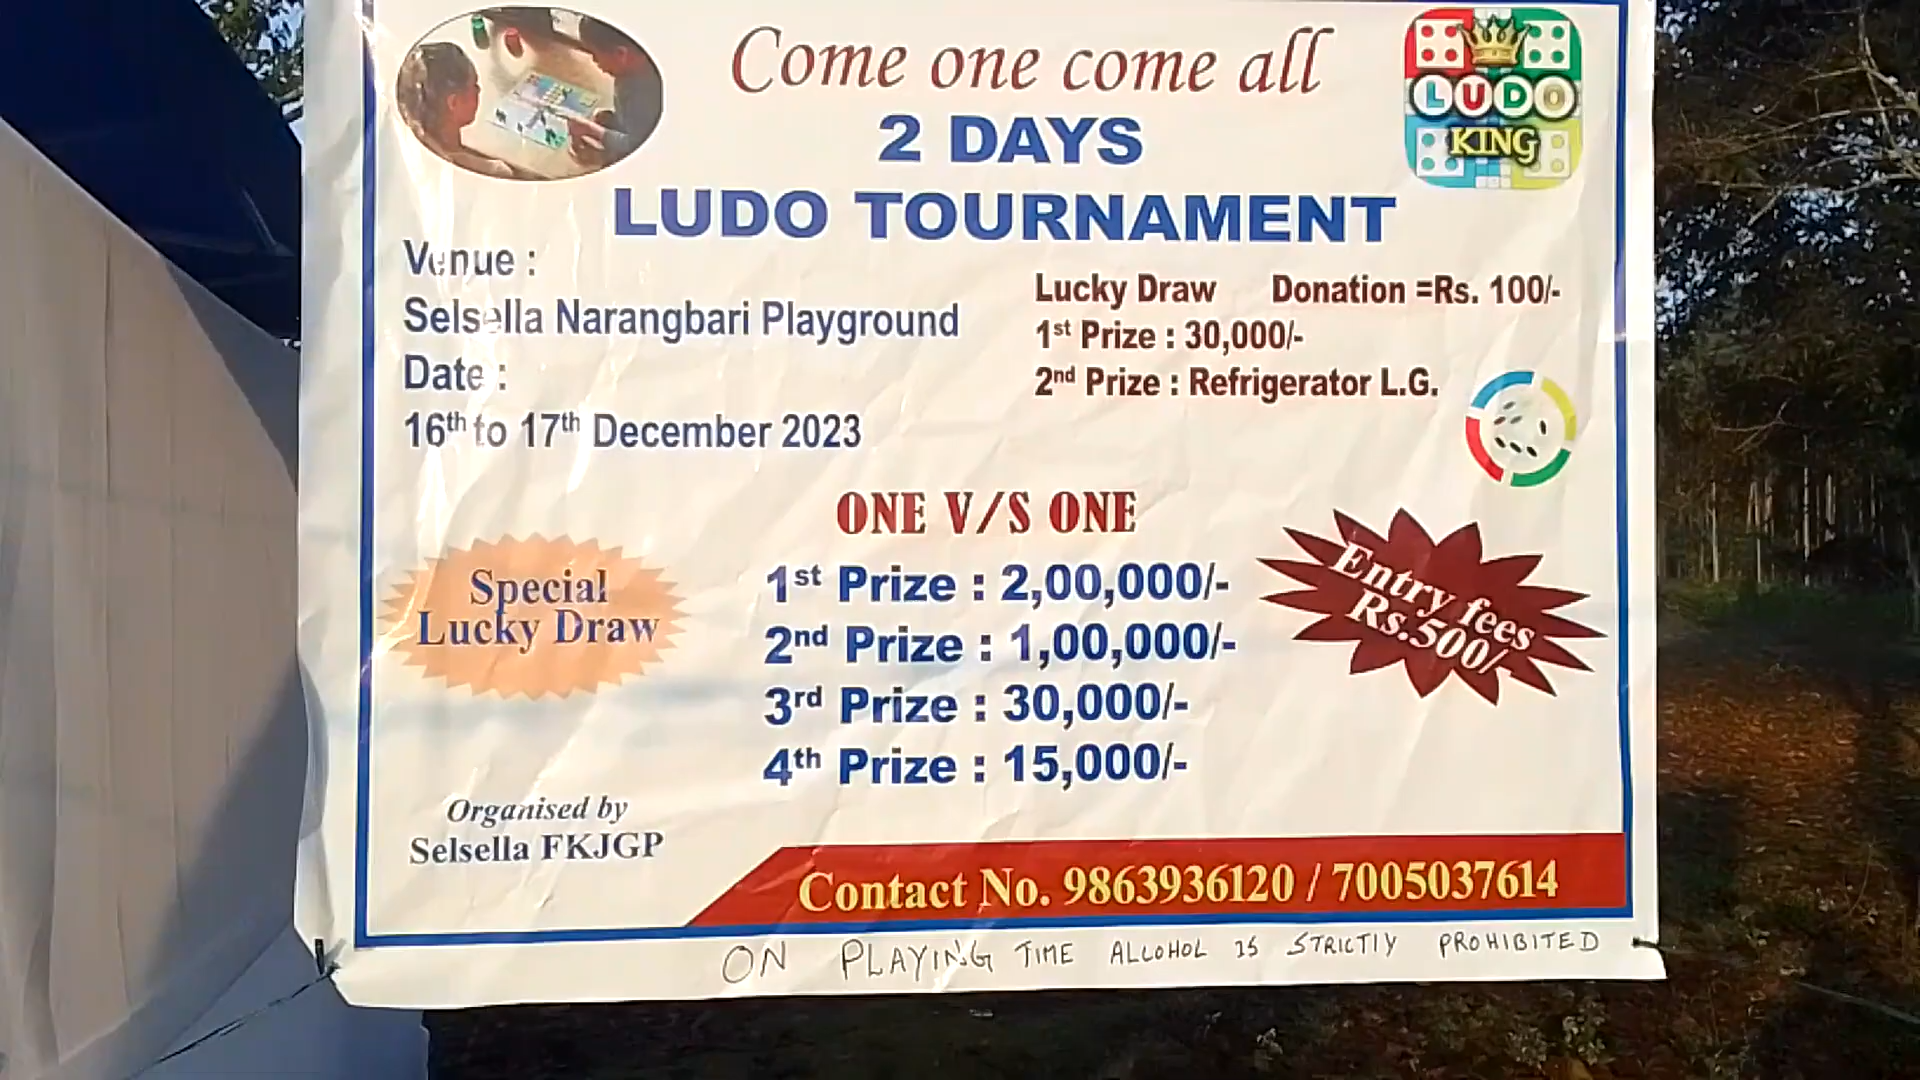 Come one come all
LUDO
KING
2 DAYS
LUDO TOURNAMENT
Venue :
Selsella Narangbari Playground
Date :
16th to 17th December 2023
Lucky Draw Donation =Rs. 100/-
1st Prize : 30,000/-
2nd Prize : Refrigerator L.G.
ONE V/S ONE
1st Prize : 2,00,000/-
2nd Prize : 1,00,000/-
3rd Prize : 30,000/-
4th Prize : 15,000/-
Special
Lucky Draw
Entry fees
Rs.500/-
Organised by
Selsella FKJGP
Contact No. 9863936120 / 7005037614
ON PLAYING TIME ALCOHOL IS STRICTLY PROHIBITED